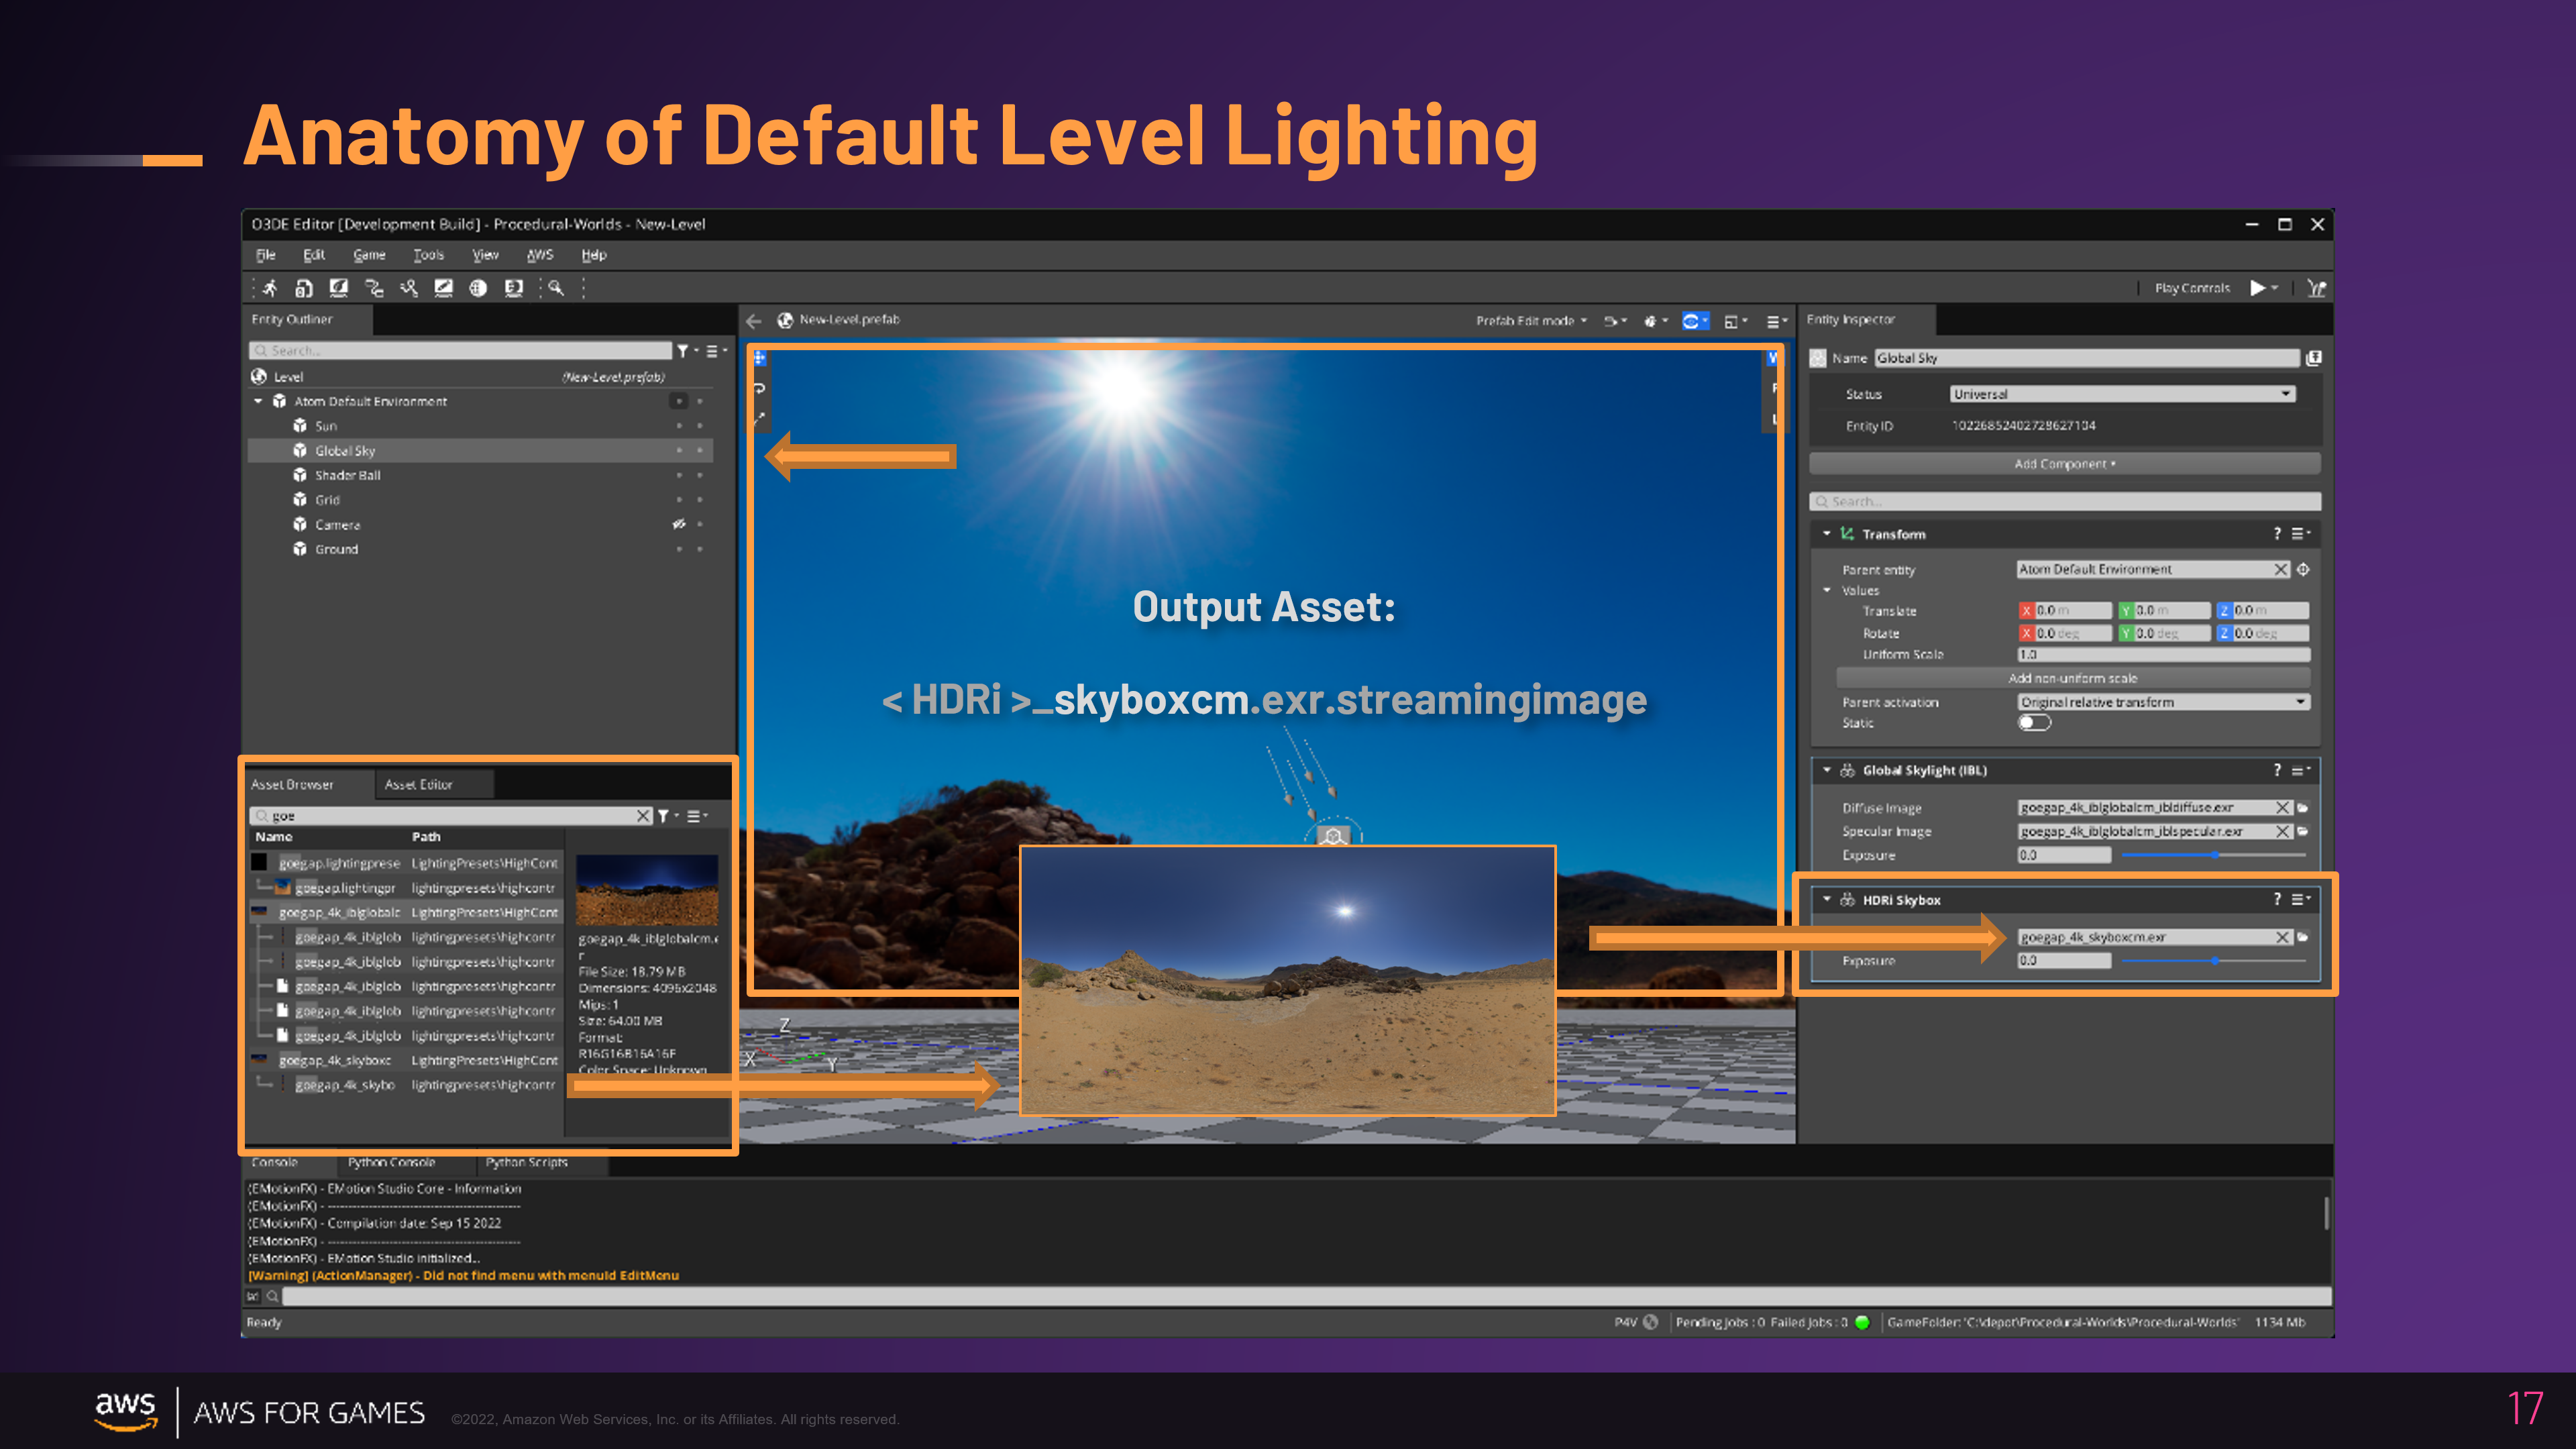 Anatomy of Default Level Lighting
O3DE Editor [Development Build] - Procedural-Worlds - New-Level
File Edit Game Tools View AWS Help
Play Controls
Entity Outliner
Search...
Level (New-Level.prefab)
Atom Default Environment
Sun
Global Sky
Shader Ball
Grid
Camera
Ground
New-Level.prefab
Prefab Edit mode
Output Asset:
< HDRi >_skyboxcm.exr.streamingimage
Z
X
Y
Entity Inspector
Name Global Sky
Status Universal
Entity ID 10226852402728627104
Add Component
Search...
Transform ?
Parent entity Atom Default Environment
Values
Translate X 0.0 m Y 0.0 m Z 0.0 m
Rotate X 0.0 deg Y 0.0 deg Z 0.0 deg
Uniform Scale 1.0
Add non-uniform scale
Parent activation Original relative transform
Static
Global Skylight (IBL) ?
Diffuse Image goegap_4k_iblglobalcm_ibldiffuse.exr
Specular Image goegap_4k_iblglobalcm_iblspecular.exr
Exposure 0.0
HDRi Skybox ?
goegap_4k_skyboxcm.exr
Exposure 0.0
Asset Browser Asset Editor
goe
Name Path
goegap.lightingprese LightingPresets\HighCont
goegap.lightingpr lightingpresets\highcontr
goegap_4k_iblglobalc LightingPresets\HighCont
goegap_4k_iblglob lightingpresets\highcontr
goegap_4k_iblglob lightingpresets\highcontr
goegap_4k_iblglob lightingpresets\highcontr
goegap_4k_iblglob lightingpresets\highcontr
goegap_4k_iblglob lightingpresets\highcontr
goegap_4k_skyboxc LightingPresets\HighCont
goegap_4k_skybo lightingpresets\highcontr
goegap_4k_iblglobalcm.e
r
File Size: 18.79 MB
Dimensions: 4096x2048
Mips: 1
Size: 64.00 MB
Format:
R16G16B16A16F
Color Space: Unknown
Console Python Console Python Scripts
(EMotionFX) - EMotion Studio Core - Information
(EMotionFX) - -----------------------------------------------
(EMotionFX) - Compilation date: Sep 15 2022
(EMotionFX) - -----------------------------------------------
(EMotionFX) - EMotion Studio initialized...
[Warning] (ActionManager) - Did not find menu with menuId EditMenu
Ready
P4V Pending Jobs : 0 Failed Jobs : 0 GameFolder: 'C:\depot\Procedural-Worlds\Procedural-Worlds' 1134 Mb
aws AWS FOR GAMES
©2022, Amazon Web Services, Inc. or its Affiliates. All rights reserved.
17